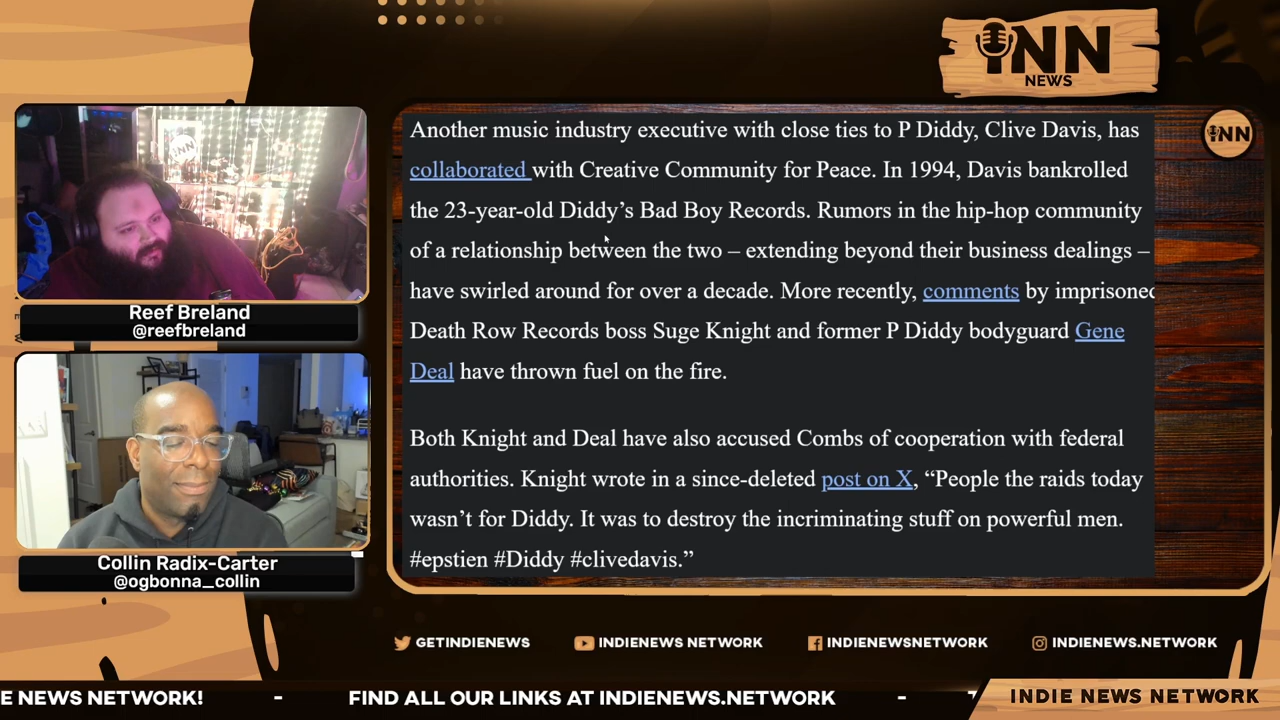 INN
NEWS
INN
Another music industry executive with close ties to P Diddy, Clive Davis, has
collaborated with Creative Community for Peace. In 1994, Davis bankrolled
the 23-year-old Diddy’s Bad Boy Records. Rumors in the hip-hop community
of a relationship between the two – extending beyond their business dealings –
have swirled around for over a decade. More recently, comments by imprisoned
Death Row Records boss Suge Knight and former P Diddy bodyguard Gene
Deal have thrown fuel on the fire.
Both Knight and Deal have also accused Combs of cooperation with federal
authorities. Knight wrote in a since-deleted post on X, “People the raids today
wasn’t for Diddy. It was to destroy the incriminating stuff on powerful men.
#epstien #Diddy #clivedavis.”
Reef Breland
@reefbreland
Collin Radix-Carter
@ogbonna_collin
GETINDIENEWS
INDIENEWS NETWORK
INDIENEWSNETWORK
INDIENEWS.NETWORK
E NEWS NETWORK! - FIND ALL OUR LINKS AT INDIENEWS.NETWORK -
INDIE NEWS NETWORK